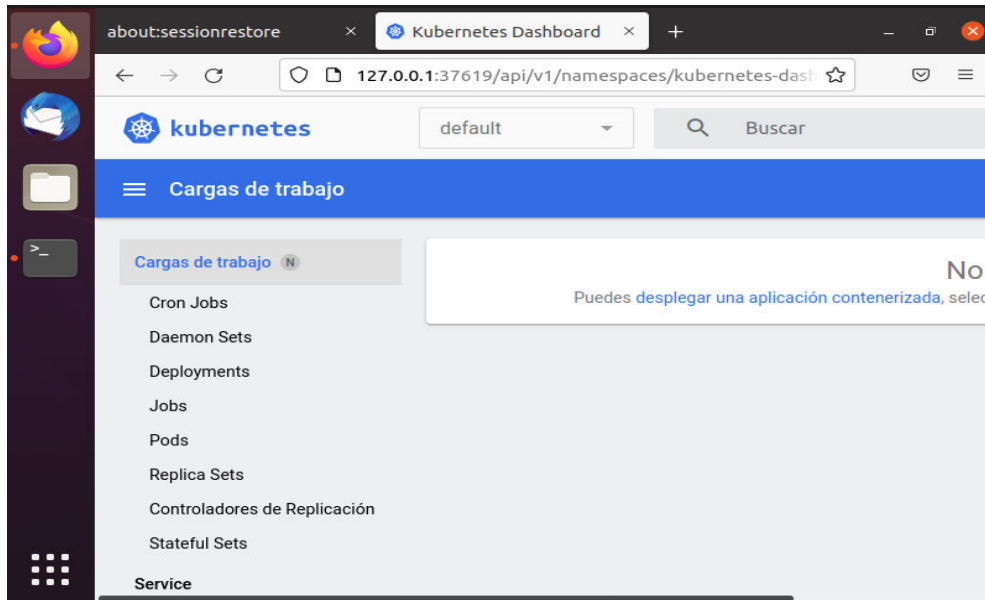 about:sessionrestore
Kubernetes Dashboard
127.0.0.1:37619/api/v1/namespaces/kubernetes-dash
kubernetes
default
Buscar
Cargas de trabajo
Cargas de trabajo N
No
Puedes desplegar una aplicación contenerizada, selec
Cron Jobs
Daemon Sets
Deployments
Jobs
Pods
Replica Sets
Controladores de Replicación
Stateful Sets
Service